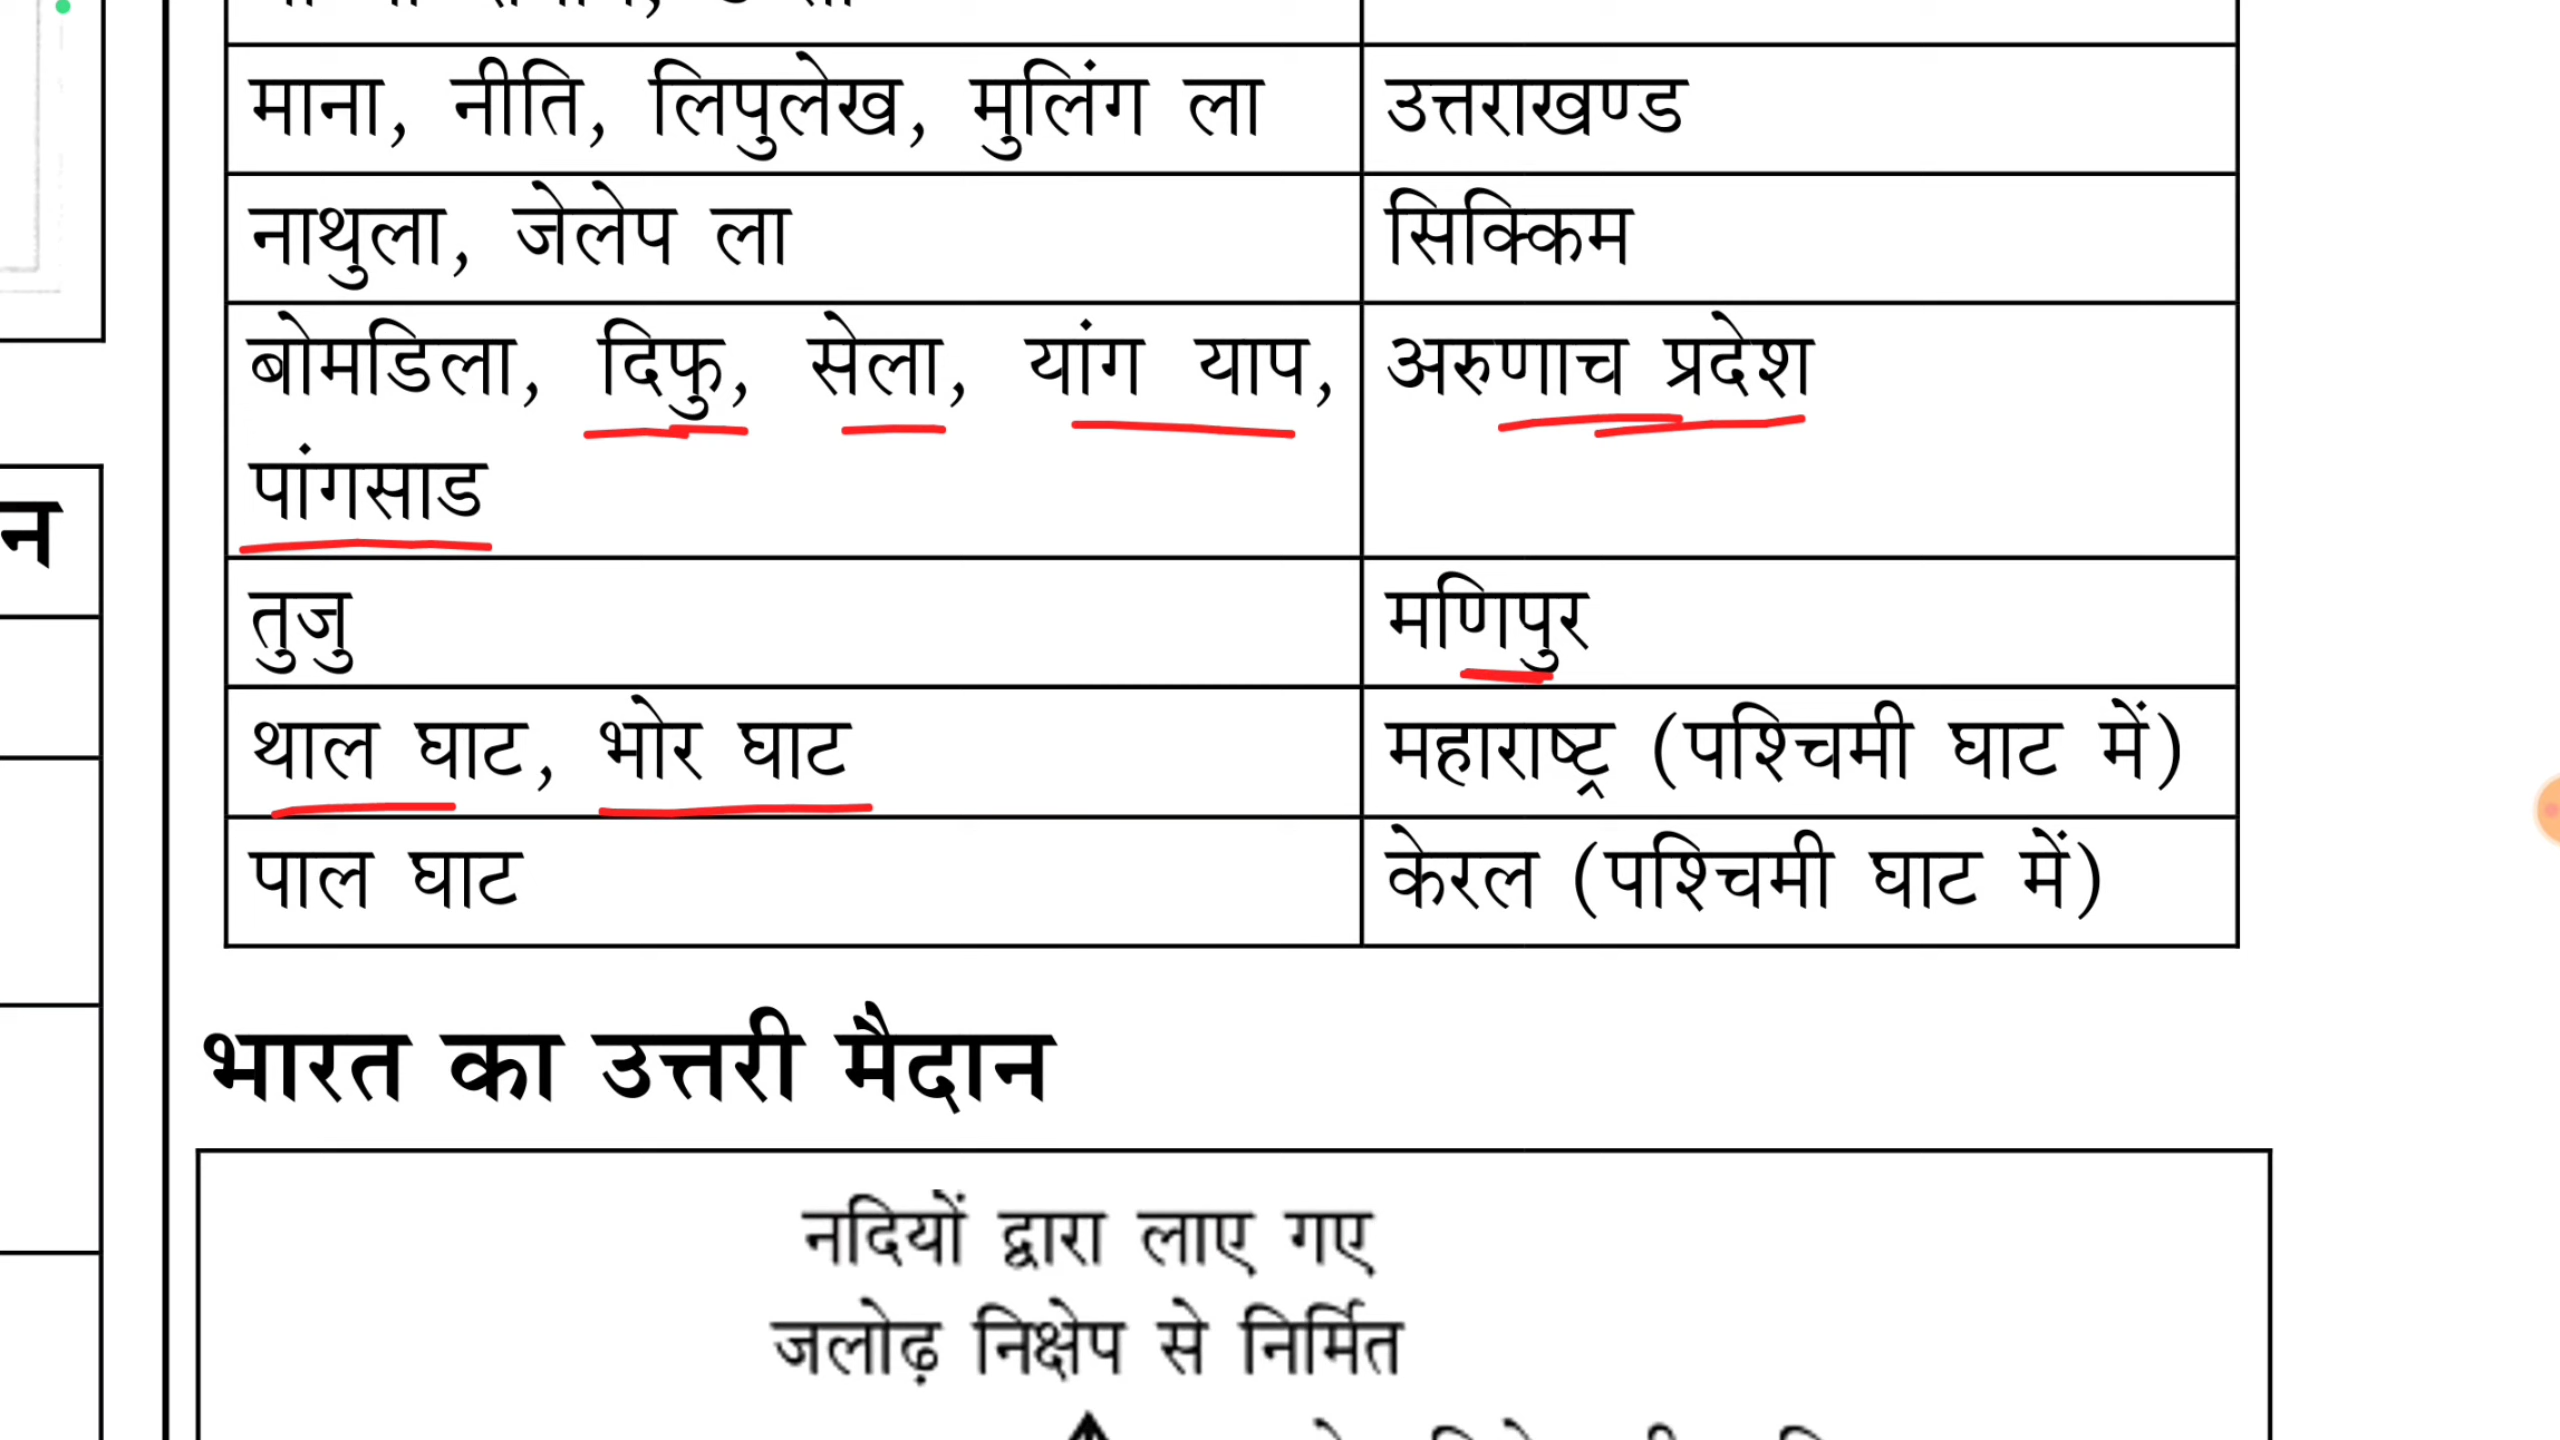 माना, नीति, लिपुलेख, मुलिंग ला उत्तराखण्ड
नाथुला, जेलेप ला सिक्किम
बोमडिला, दिफु, सेला, यांग याप, अरुणाच प्रदेश
पांगसाड
न
तुजु मणिपुर
थाल घाट, भोर घाट महाराष्ट्र (पश्चिमी घाट में)
पाल घाट केरल (पश्चिमी घाट में)
भारत का उत्तरी मैदान
नदियों द्वारा लाए गए
जलोढ़ निक्षेप से निर्मित